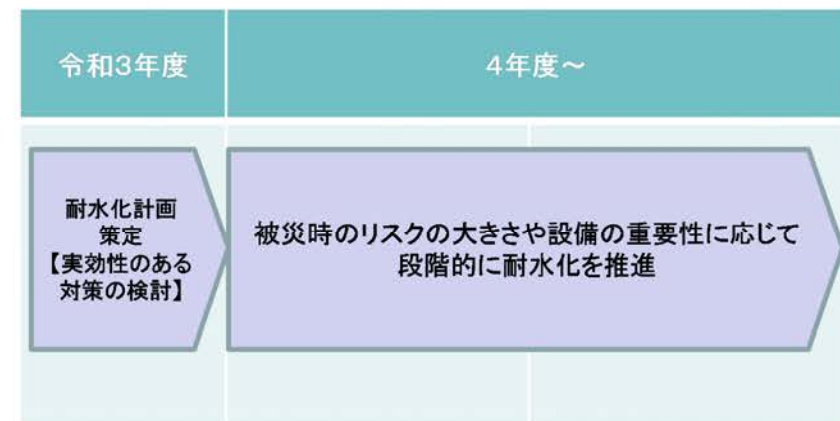 令和3年度
4年度～
耐水化計画
策定
【実効性のある
対策の検討】
被災時のリスクの大きさや設備の重要性に応じて
段階的に耐水化を推進